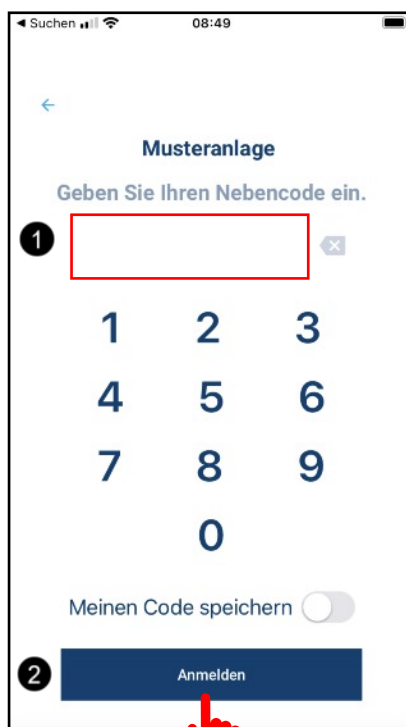 ◀ Suchen 08:49
←
Musteranlage
Geben Sie Ihren Nebencode ein.
1
1 2 3
4 5 6
7 8 9
0
Meinen Code speichern
2 Anmelden